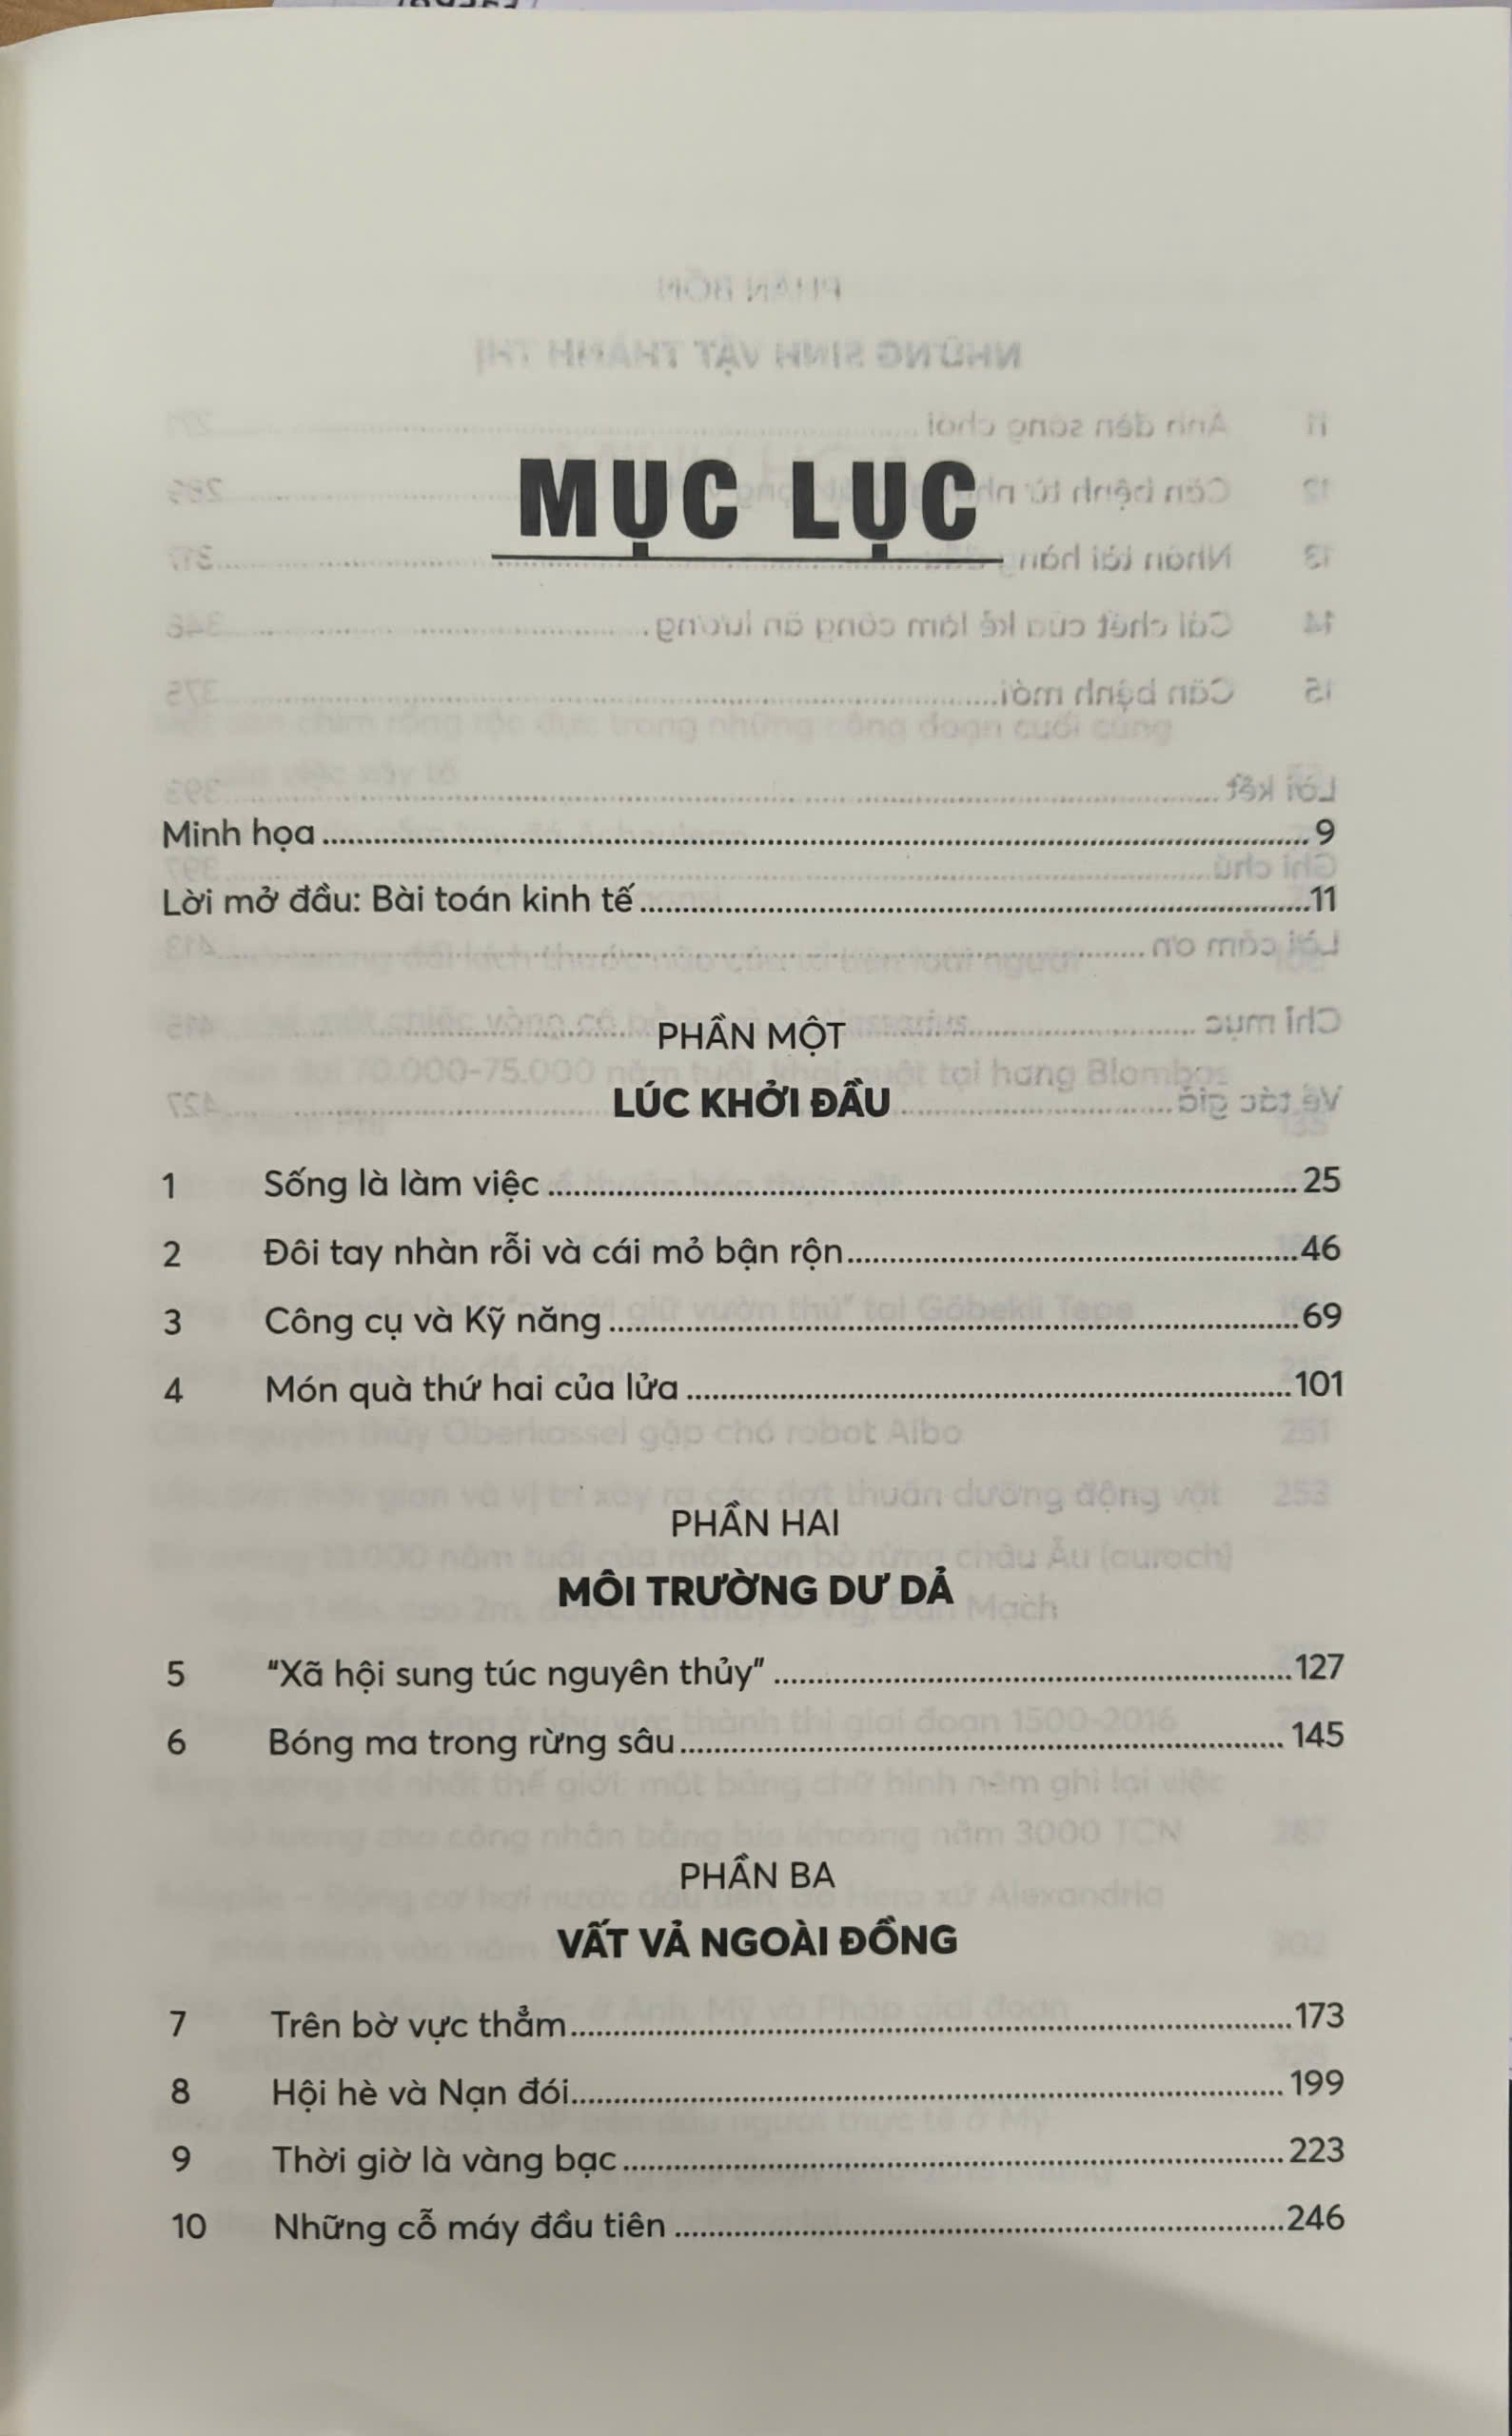 MỤC LỤC
Minh họa 9
Lời mở đầu: Bài toán kinh tế 11
PHẦN MỘT
LÚC KHỞI ĐẦU
1 Sống là làm việc 25
2 Đôi tay nhàn rỗi và cái mỏ bận rộn 46
3 Công cụ và Kỹ năng 69
4 Món quà thứ hai của lửa 101
PHẦN HAI
MÔI TRƯỜNG DƯ DẢ
5 “Xã hội sung túc nguyên thủy” 127
6 Bóng ma trong rừng sâu 145
PHẦN BA
VẤT VẢ NGOÀI ĐỒNG
7 Trên bờ vực thẳm 173
8 Hội hè và Nạn đói 199
9 Thời giờ là vàng bạc 223
10 Những cỗ máy đầu tiên 246